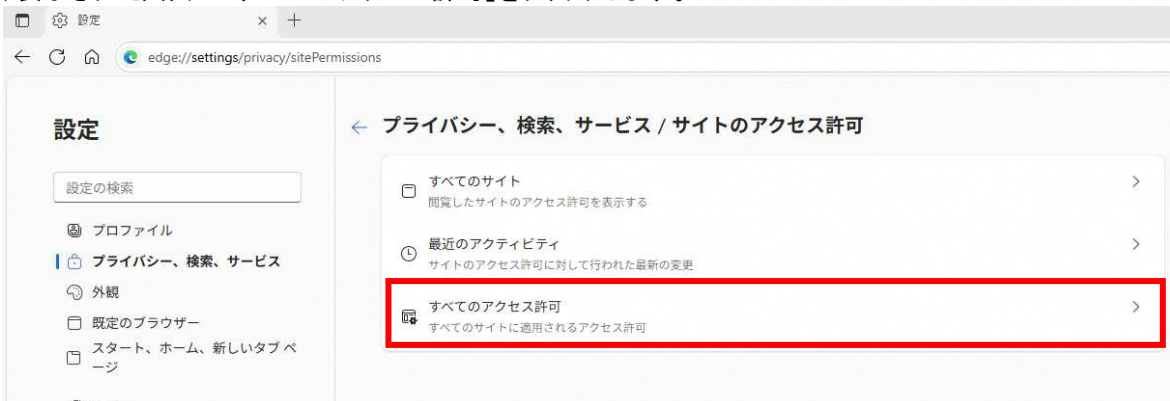 設定
edge://settings/privacy/sitePermissions
設定
設定の検索
プロファイル
プライバシー、検索、サービス
外観
既定のブラウザー
スタート、ホーム、新しいタブ ペ
ージ
プライバシー、検索、サービス / サイトのアクセス許可
すべてのサイト
閲覧したサイトのアクセス許可を表示する
最近のアクティビティ
サイトのアクセス許可に対して行われた最新の変更
すべてのアクセス許可
すべてのサイトに適用されるアクセス許可